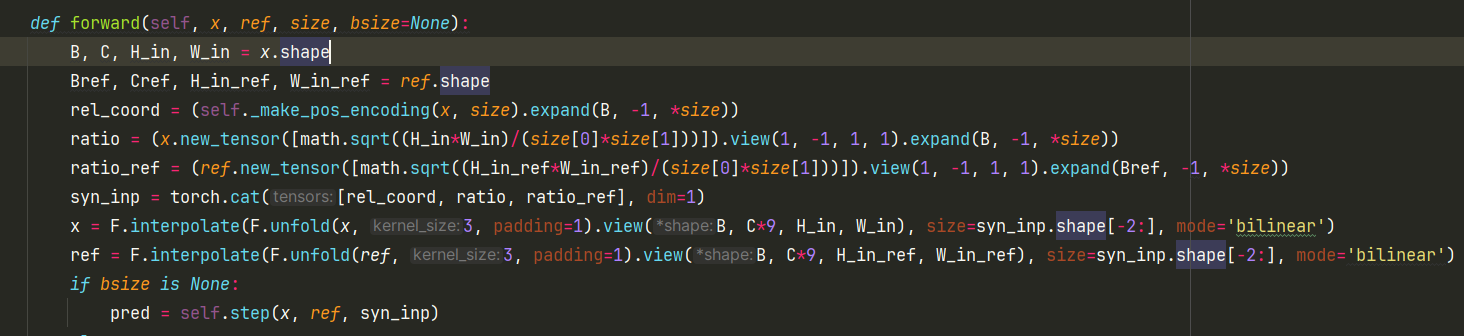 def forward(self, x, ref, size, bsize=None):
B, C, H_in, W_in = x.shape
Bref, Cref, H_in_ref, W_in_ref = ref.shape
rel_coord = (self._make_pos_encoding(x, size).expand(B, -1, *size))
ratio = (x.new_tensor([math.sqrt((H_in*W_in)/(size[0]*size[1]))]).view(1, -1, 1, 1).expand(B, -1, *size))
ratio_ref = (ref.new_tensor([math.sqrt((H_in_ref*W_in_ref)/(size[0]*size[1]))]).view(1, -1, 1, 1).expand(Bref, -1, *size))
syn_inp = torch.cat(tensors: [rel_coord, ratio, ratio_ref], dim=1)
x = F.interpolate(F.unfold(x, kernel_size: 3, padding=1).view(*shape: B, C*9, H_in, W_in), size=syn_inp.shape[-2:], mode='bilinear')
ref = F.interpolate(F.unfold(ref, kernel_size: 3, padding=1).view(*shape: B, C*9, H_in_ref, W_in_ref), size=syn_inp.shape[-2:], mode='bilinear')
if bsize is None:
pred = self.step(x, ref, syn_inp)